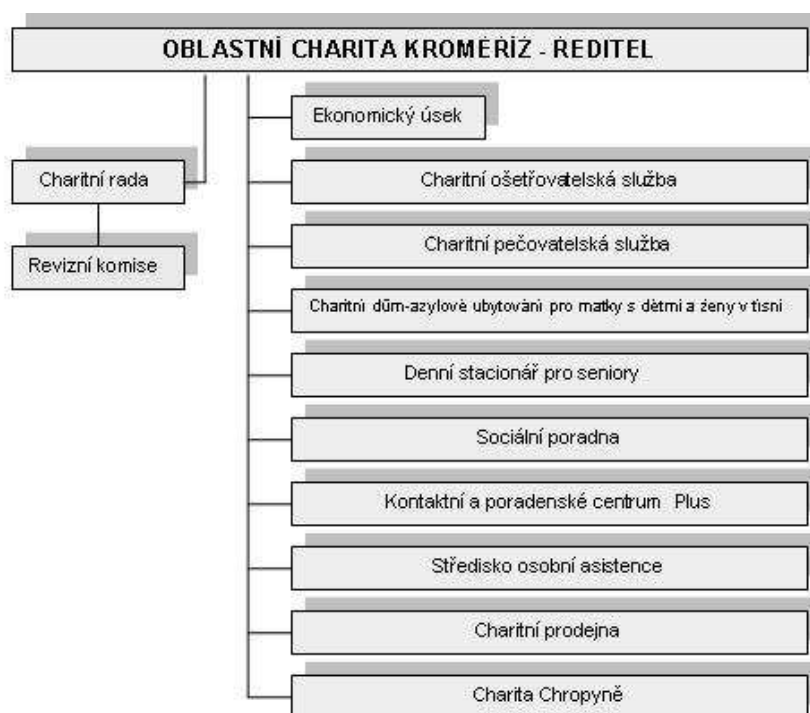 OBLASTNÍ CHARITA KROMĚŘÍŽ - ŘEDITEL
Ekonomický úsek
Charitní rada
Charitní ošetřovatelská služba
Charitní pečovatelská služba
Revizní komise
Charitní dům-azylové ubytování pro matky s dětmi a ženy v tísni
Denní stacionář pro seniory
Sociální poradna
Kontaktní a poradenské centrum Plus
Středisko osobní asistence
Charitní prodejna
Charita Chropyně